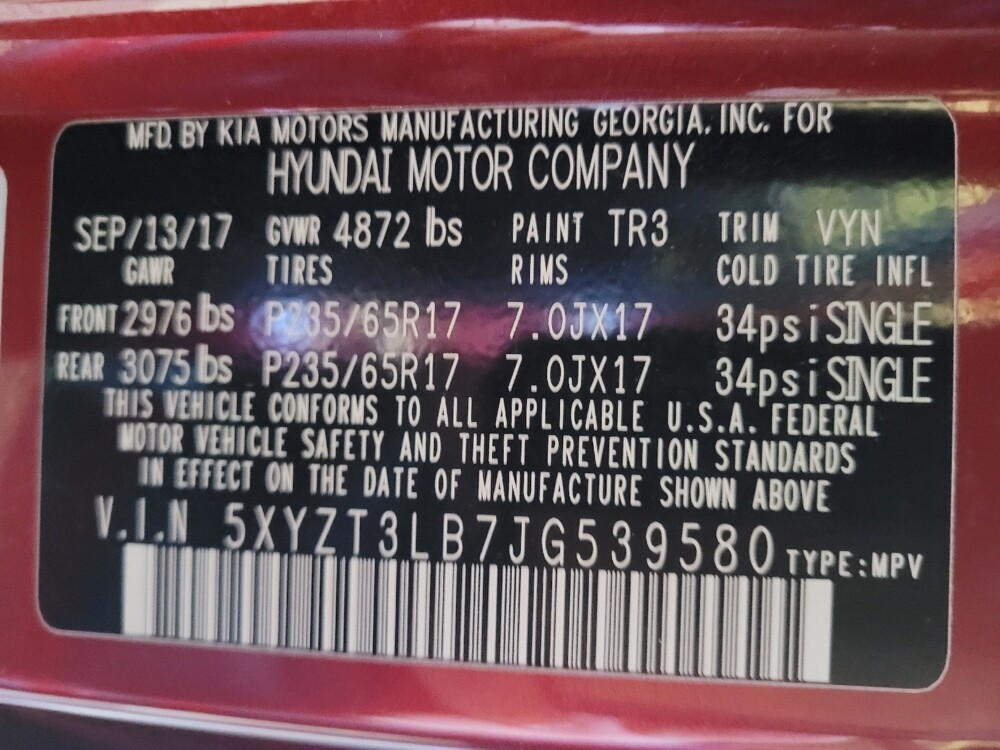 MFD. BY KIA MOTORS MANUFACTURING GEORGIA. INC. FOR
HYUNDAI MOTOR COMPANY
SEP/13/17 GVWR 4872 lbs PAINT TR3 TRIM VYN
GAWR TIRES RIMS COLD TIRE INFL
FRONT 2976 lbs P235/65R17 7.0JX17 34psi SINGLE
REAR 3075 lbs P235/65R17 7.0JX17 34psi SINGLE
THIS VEHICLE CONFORMS TO ALL APPLICABLE U.S.A. FEDERAL
MOTOR VEHICLE SAFETY AND THEFT PREVENTION STANDARDS
IN EFFECT ON THE DATE OF MANUFACTURE SHOWN ABOVE
V.I.N 5XYZT3LB7JG539580 TYPE:MPV